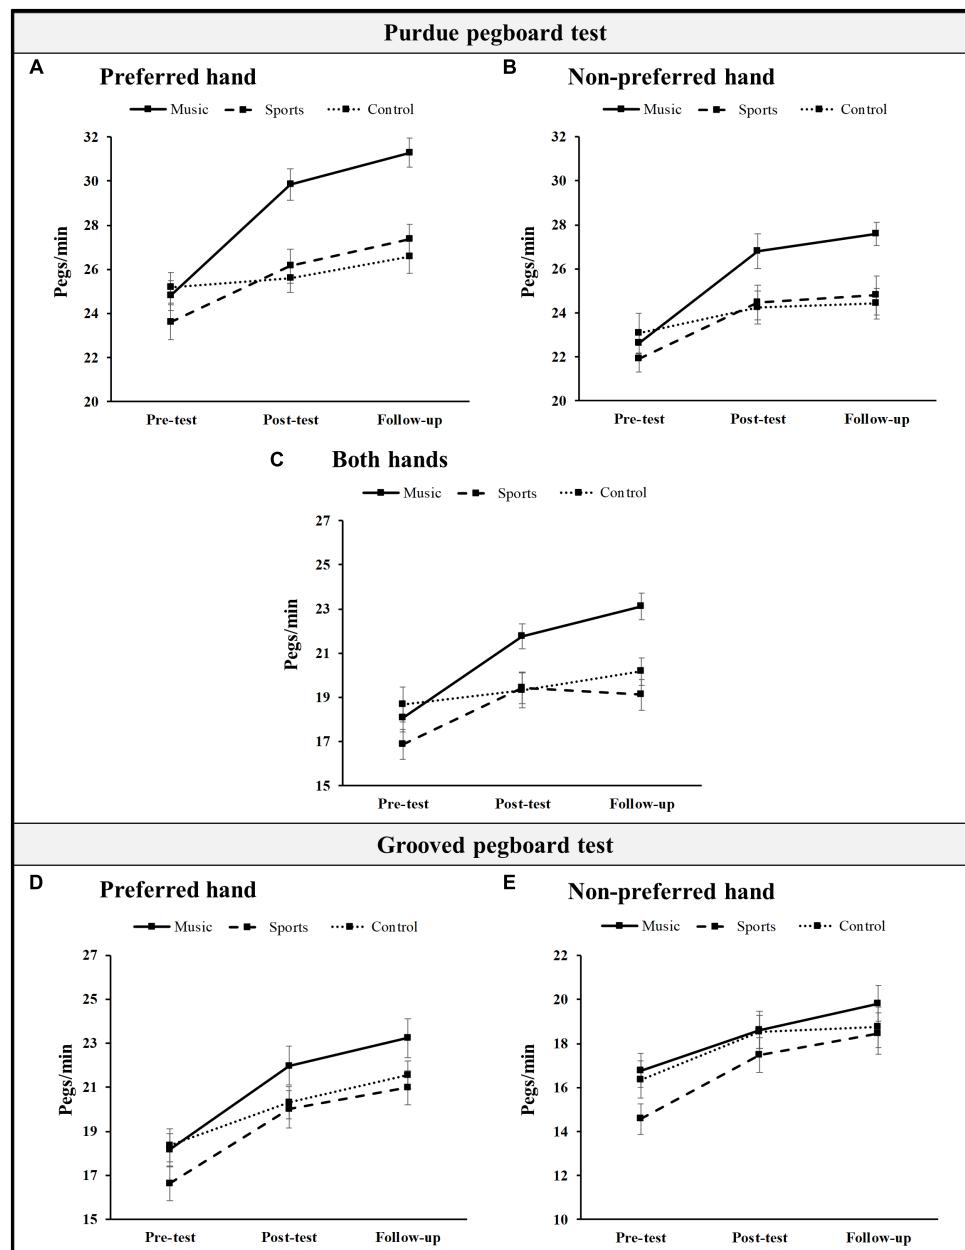 Purdue pegboard test
A Preferred hand
Music Sports Control
Pegs/min
32
30
28
26
24
22
20
Pre-test Post-test Follow-up
B Non-preferred hand
Music Sports Control
Pegs/min
32
30
28
26
24
22
20
Pre-test Post-test Follow-up
C Both hands
Music Sports Control
Pegs/min
27
25
23
21
19
17
15
Pre-test Post-test Follow-up
Grooved pegboard test
D Preferred hand
Music Sports Control
Pegs/min
27
25
23
21
19
17
15
Pre-test Post-test Follow-up
E Non-preferred hand
Music Sports Control
Pegs/min
22
20
18
16
14
12
10
Pre-test Post-test Follow-up